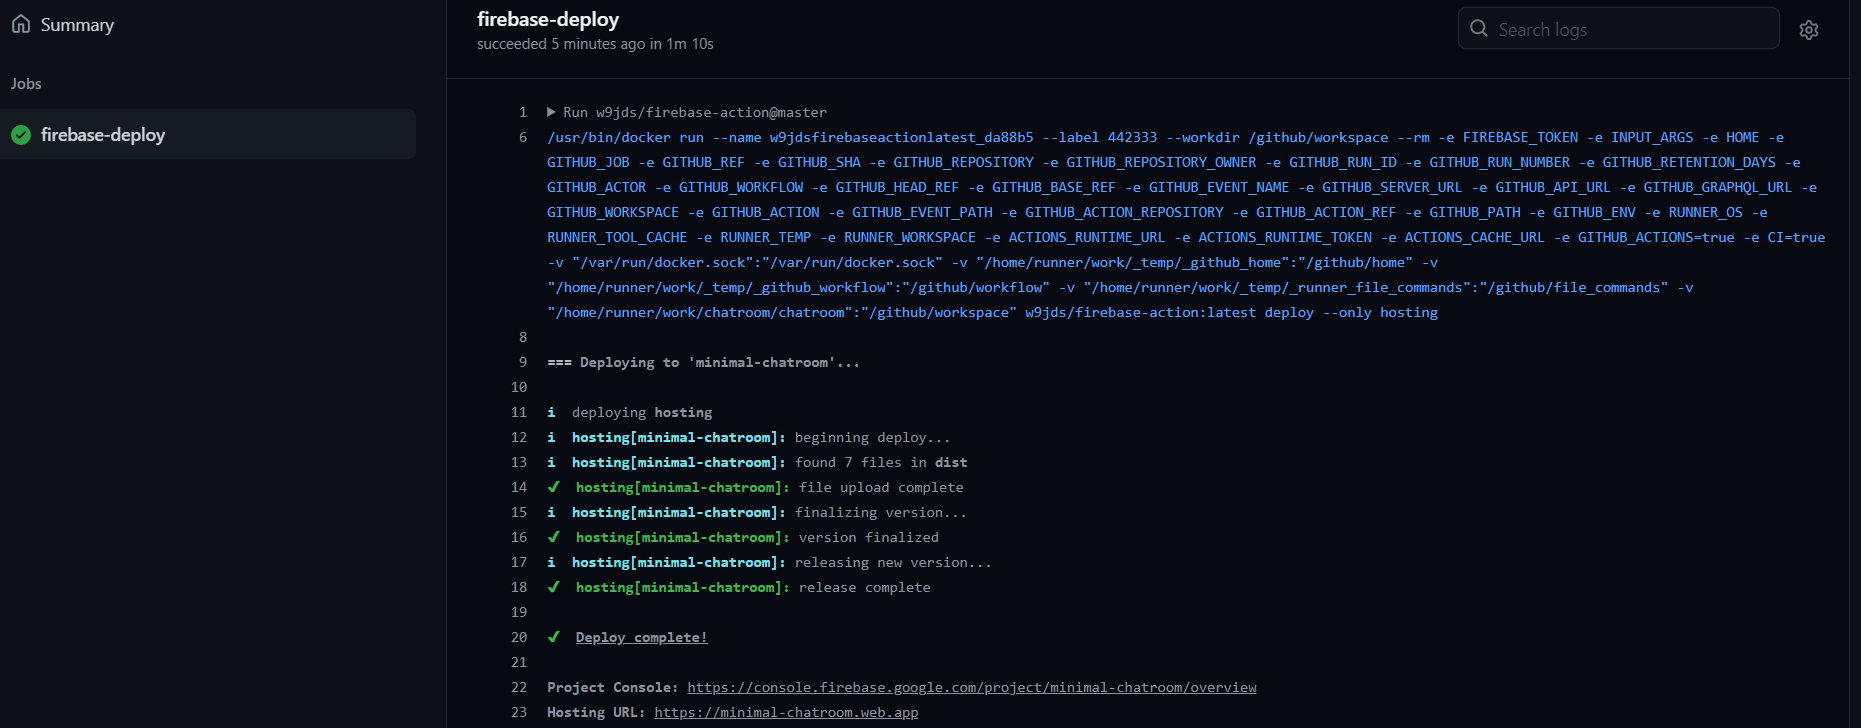 Summary
Jobs
firebase-deploy
firebase-deploy
succeeded 5 minutes ago in 1m 10s
Search logs
1 Run w9jds/firebase-action@master
6 /usr/bin/docker run --name w9jdsfirebaseactionlatest_da88b5 --label 442333 --workdir /github/workspace --rm -e FIREBASE_TOKEN -e INPUT_ARGS -e HOME -e
GITHUB_JOB -e GITHUB_REF -e GITHUB_SHA -e GITHUB_REPOSITORY -e GITHUB_REPOSITORY_OWNER -e GITHUB_RUN_ID -e GITHUB_RUN_NUMBER -e GITHUB_RETENTION_DAYS -e
GITHUB_ACTOR -e GITHUB_WORKFLOW -e GITHUB_HEAD_REF -e GITHUB_BASE_REF -e GITHUB_EVENT_NAME -e GITHUB_SERVER_URL -e GITHUB_API_URL -e GITHUB_GRAPHQL_URL -e
GITHUB_WORKSPACE -e GITHUB_ACTION -e GITHUB_EVENT_PATH -e GITHUB_ACTION_REPOSITORY -e GITHUB_ACTION_REF -e GITHUB_PATH -e GITHUB_ENV -e RUNNER_OS -e
RUNNER_TOOL_CACHE -e RUNNER_TEMP -e RUNNER_WORKSPACE -e ACTIONS_RUNTIME_URL -e ACTIONS_RUNTIME_TOKEN -e ACTIONS_CACHE_URL -e GITHUB_ACTIONS=true -e CI=true
-v "/var/run/docker.sock":"/var/run/docker.sock" -v "/home/runner/work/_temp/_github_home":"/github/home" -v
"/home/runner/work/_temp/_github_workflow":"/github/workflow" -v "/home/runner/work/_temp/_runner_file_commands":"/github/file_commands" -v
"/home/runner/work/chatroom/chatroom":"/github/workspace" w9jds/firebase-action:latest deploy --only hosting
8
9 === Deploying to 'minimal-chatroom'...
10
11 i deploying hosting
12 i hosting[minimal-chatroom]: beginning deploy...
13 i hosting[minimal-chatroom]: found 7 files in dist
14 ✔ hosting[minimal-chatroom]: file upload complete
15 i hosting[minimal-chatroom]: finalizing version...
16 ✔ hosting[minimal-chatroom]: version finalized
17 i hosting[minimal-chatroom]: releasing new version...
18 ✔ hosting[minimal-chatroom]: release complete
19
20 ✔ Deploy complete!
21
22 Project Console: https://console.firebase.google.com/project/minimal-chatroom/overview
23 Hosting URL: https://minimal-chatroom.web.app